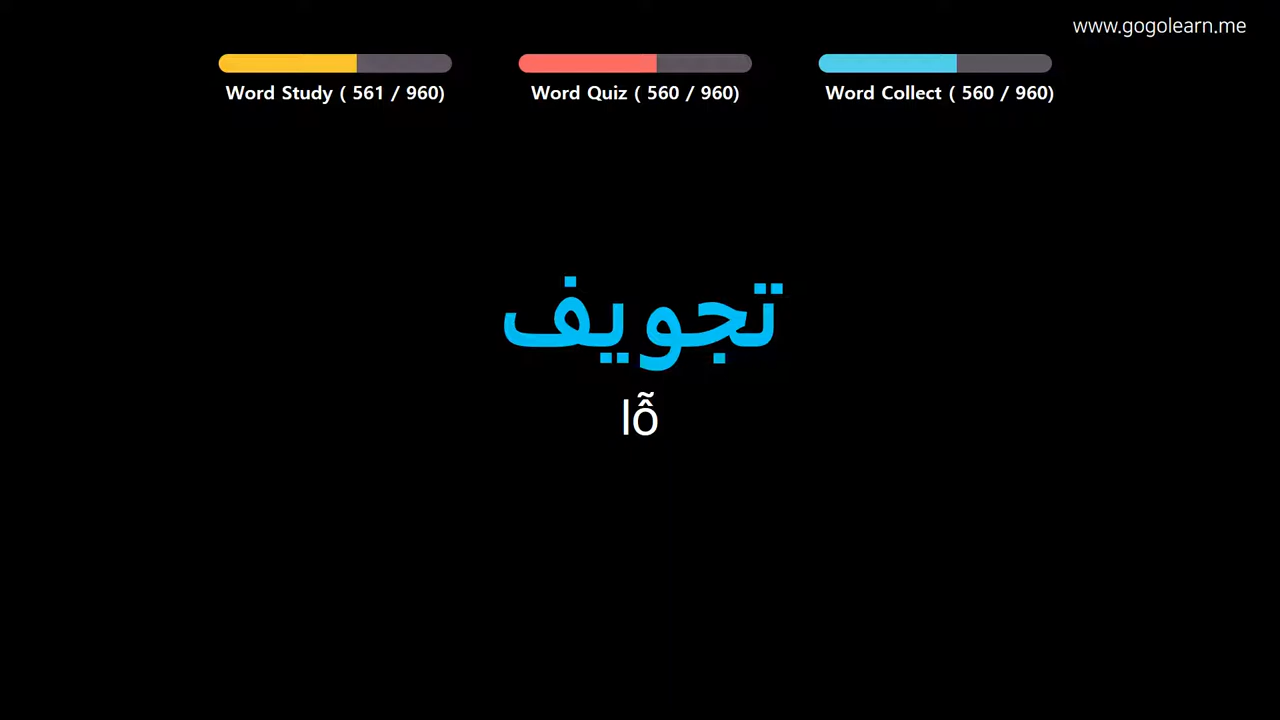 www.gogolearn.me
Word Study ( 561 / 960)
Word Quiz ( 560 / 960)
Word Collect ( 560 / 960)
تجويف
lỗ